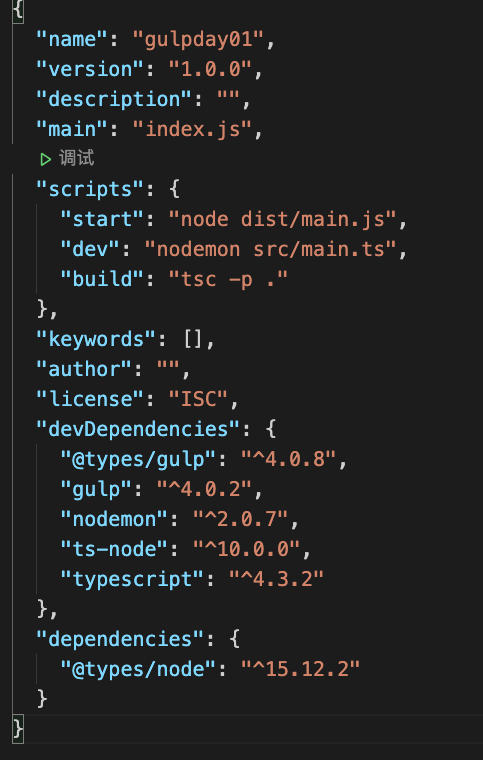 {
"name": "gulpday01",
"version": "1.0.0",
"description": "",
"main": "index.js",
调试
"scripts": {
"start": "node dist/main.js",
"dev": "nodemon src/main.ts",
"build": "tsc -p ."
},
"keywords": [],
"author": "",
"license": "ISC",
"devDependencies": {
"@types/gulp": "^4.0.8",
"gulp": "^4.0.2",
"nodemon": "^2.0.7",
"ts-node": "^10.0.0",
"typescript": "^4.3.2"
},
"dependencies": {
"@types/node": "^15.12.2"
}
}